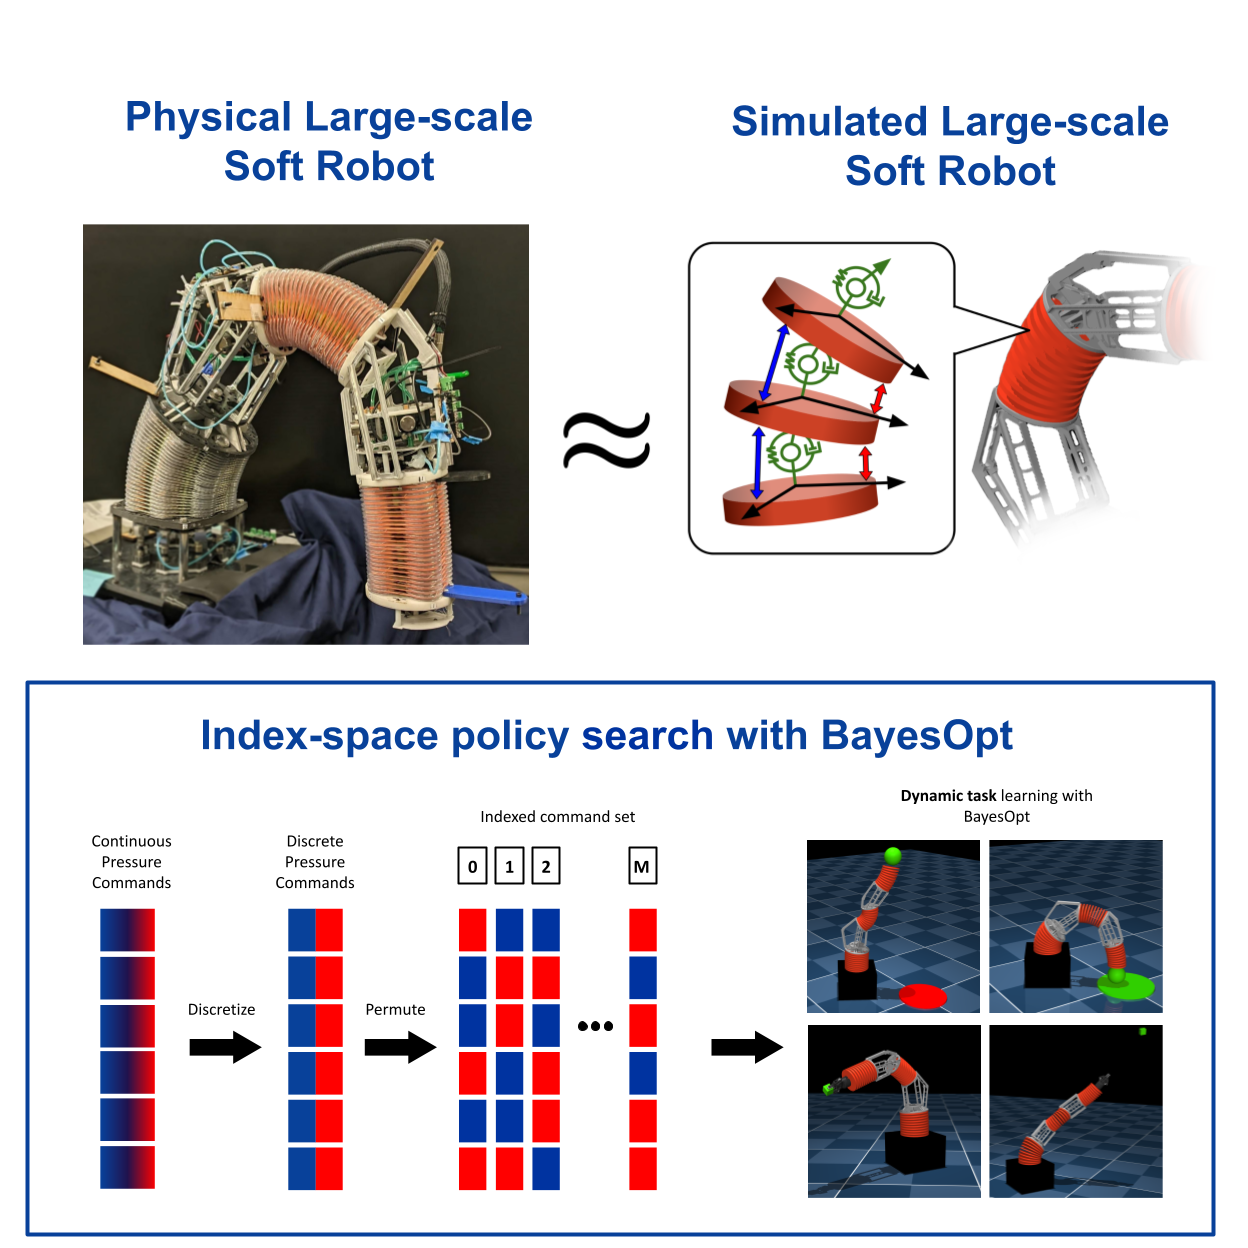 Physical Large-scale
Soft Robot
Simulated Large-scale
Soft Robot
≈
Index-space policy search with BayesOpt
Continuous
Pressure
Commands
Discretize
Discrete
Pressure
Commands
Permute
Indexed command set
0 1 2 ••• M
Dynamic task learning with
BayesOpt